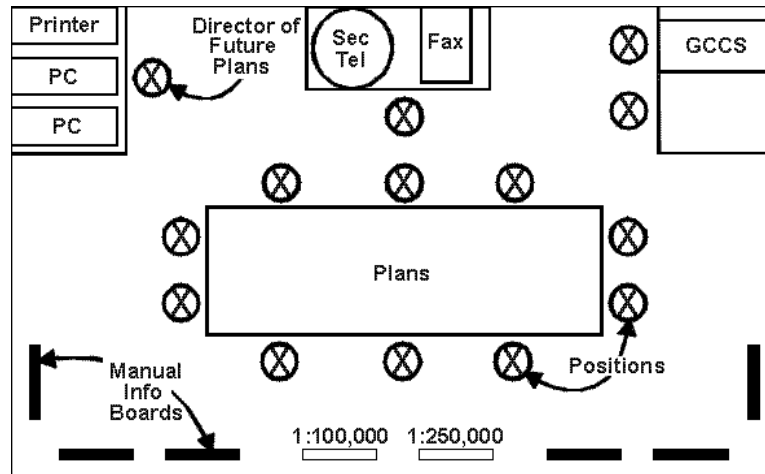 Printer
PC
PC
Director of
Future
Plans
Sec
Tel
Fax
GCCS
Plans
Positions
Manual
Info
Boards
1:100,000
1:250,000